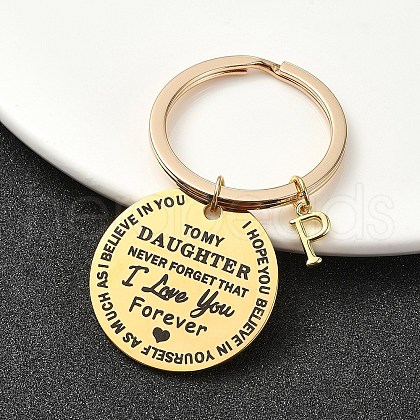 I HOPE YOU BELIEVE IN YOURSELF AS MUCH AS I BELIEVE IN YOU
TO MY
DAUGHTER
NEVER FORGET THAT
I Love You
Forever
P